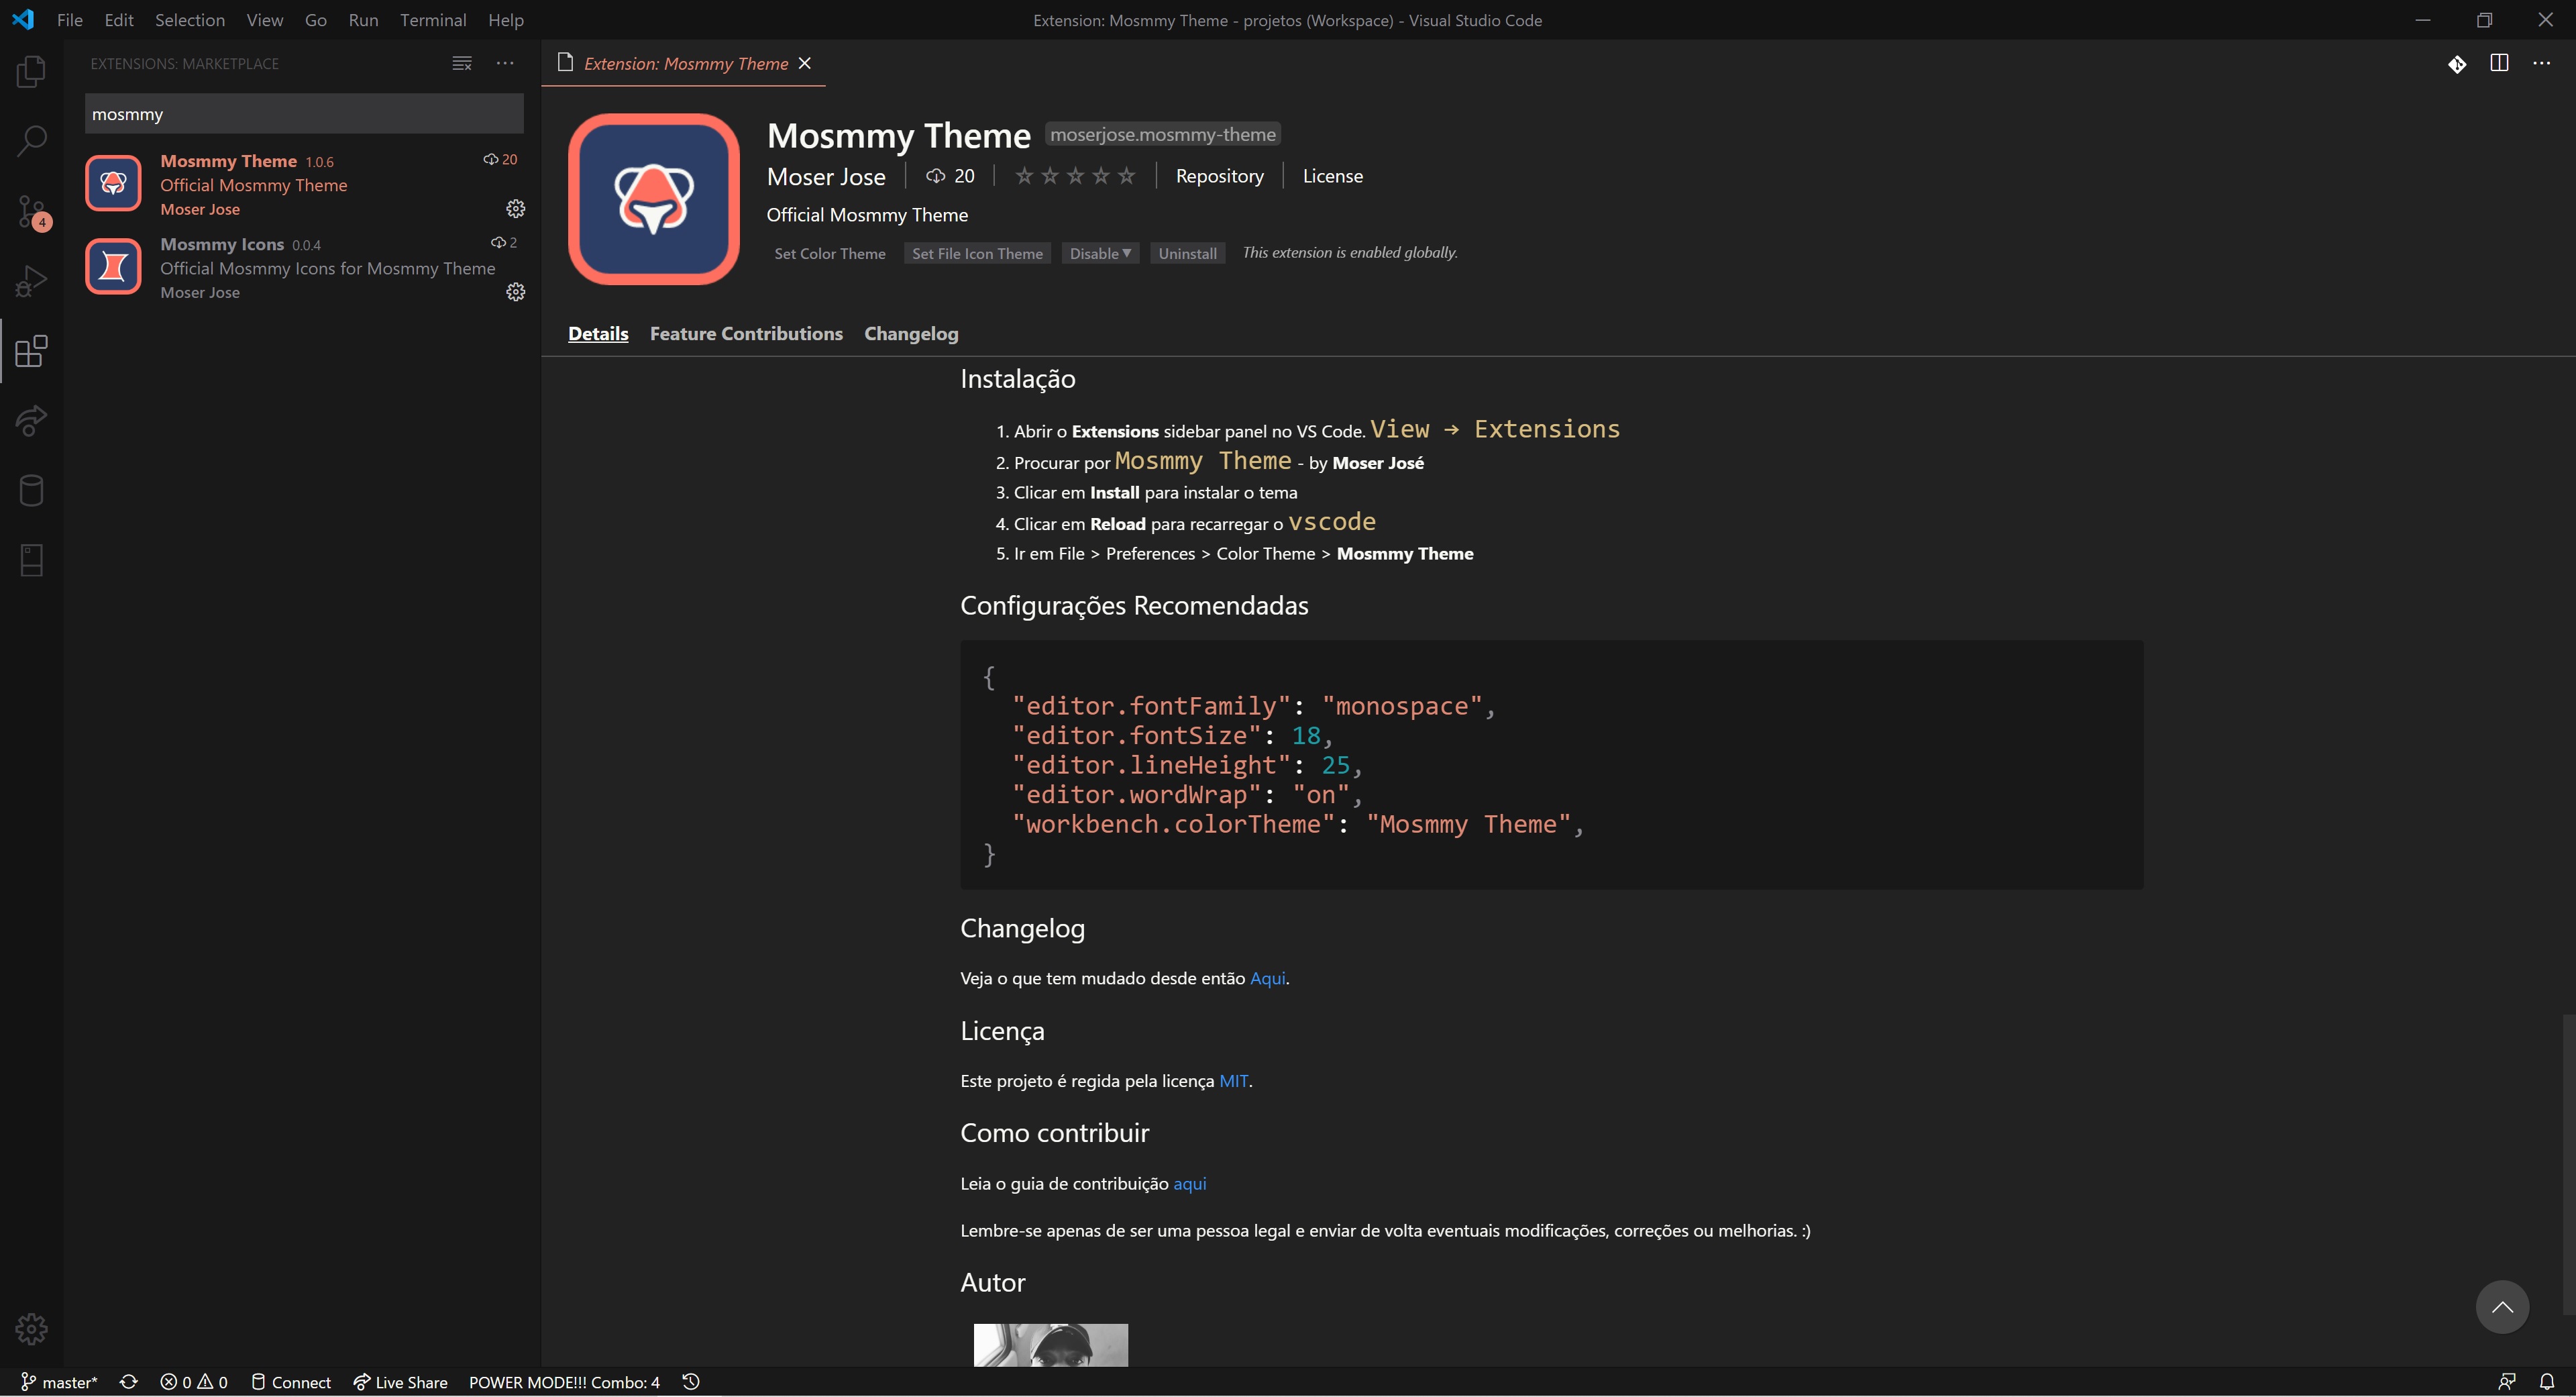 File Edit Selection View Go Run Terminal Help
Extension: Mosmmy Theme - projetos (Workspace) - Visual Studio Code
EXTENSIONS: MARKETPLACE
mosmmy
Mosmmy Theme 1.0.6 20
Official Mosmmy Theme
Moser Jose
Mosmmy Icons 0.0.4 2
Official Mosmmy Icons for Mosmmy Theme
Moser Jose
4
Extension: Mosmmy Theme
Mosmmy Theme moserjose.mosmmy-theme
Moser Jose 20 Repository License
Official Mosmmy Theme
Set Color Theme Set File Icon Theme Disable▼ Uninstall This extension is enabled globally.
Details Feature Contributions Changelog
Instalação
1. Abrir o Extensions sidebar panel no VS Code. View → Extensions
2. Procurar por Mosmmy Theme - by Moser José
3. Clicar em Install para instalar o tema
4. Clicar em Reload para recarregar o vscode
5. Ir em File > Preferences > Color Theme > Mosmmy Theme
Configurações Recomendadas
{
"editor.fontFamily": "monospace",
"editor.fontSize": 18,
"editor.lineHeight": 25,
"editor.wordWrap": "on",
"workbench.colorTheme": "Mosmmy Theme",
}
Changelog
Veja o que tem mudado desde então Aqui.
Licença
Este projeto é regida pela licença MIT.
Como contribuir
Leia o guia de contribuição aqui
Lembre-se apenas de ser uma pessoa legal e enviar de volta eventuais modificações, correções ou melhorias. :)
Autor
master* 0 0 Connect Live Share POWER MODE!!! Combo: 4